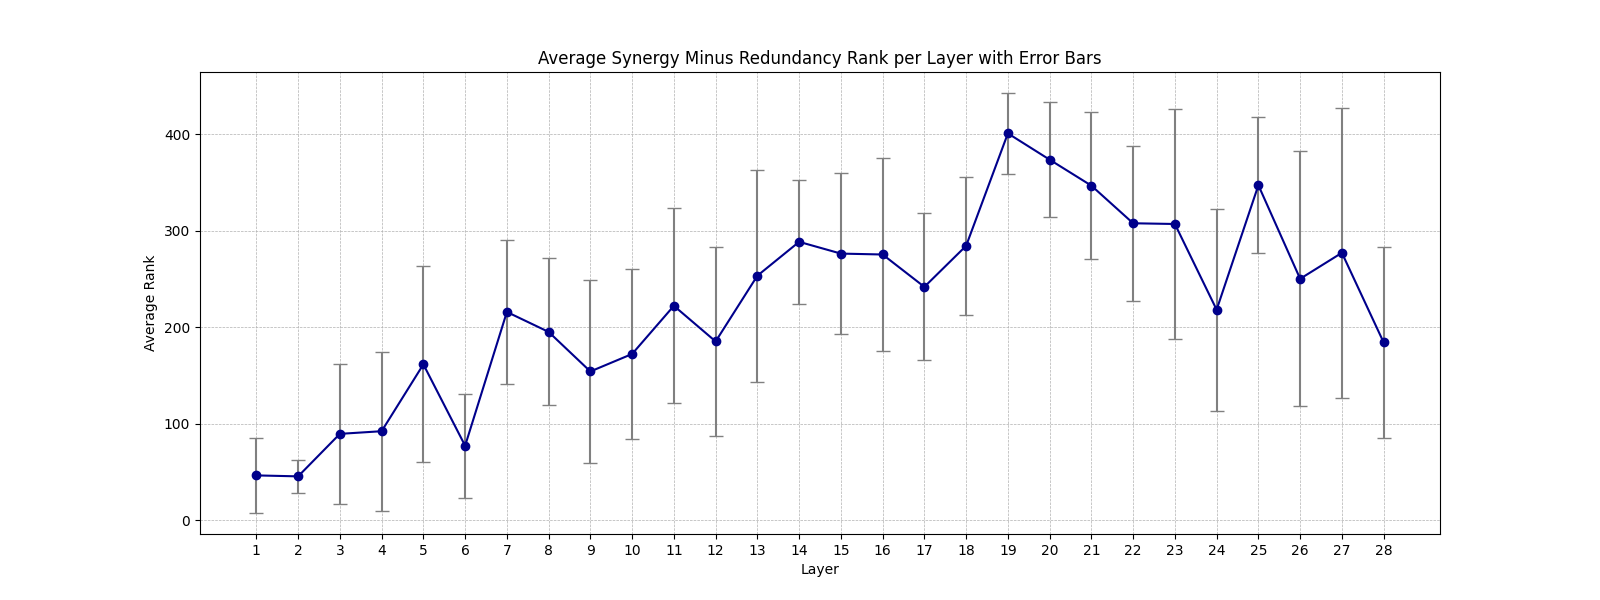 Average Synergy Minus Redundancy Rank per Layer with Error Bars
400
300
200
100
0
Average Rank
1 2 3 4 5 6 7 8 9 10 11 12 13 14 15 16 17 18 19 20 21 22 23 24 25 26 27 28
Layer